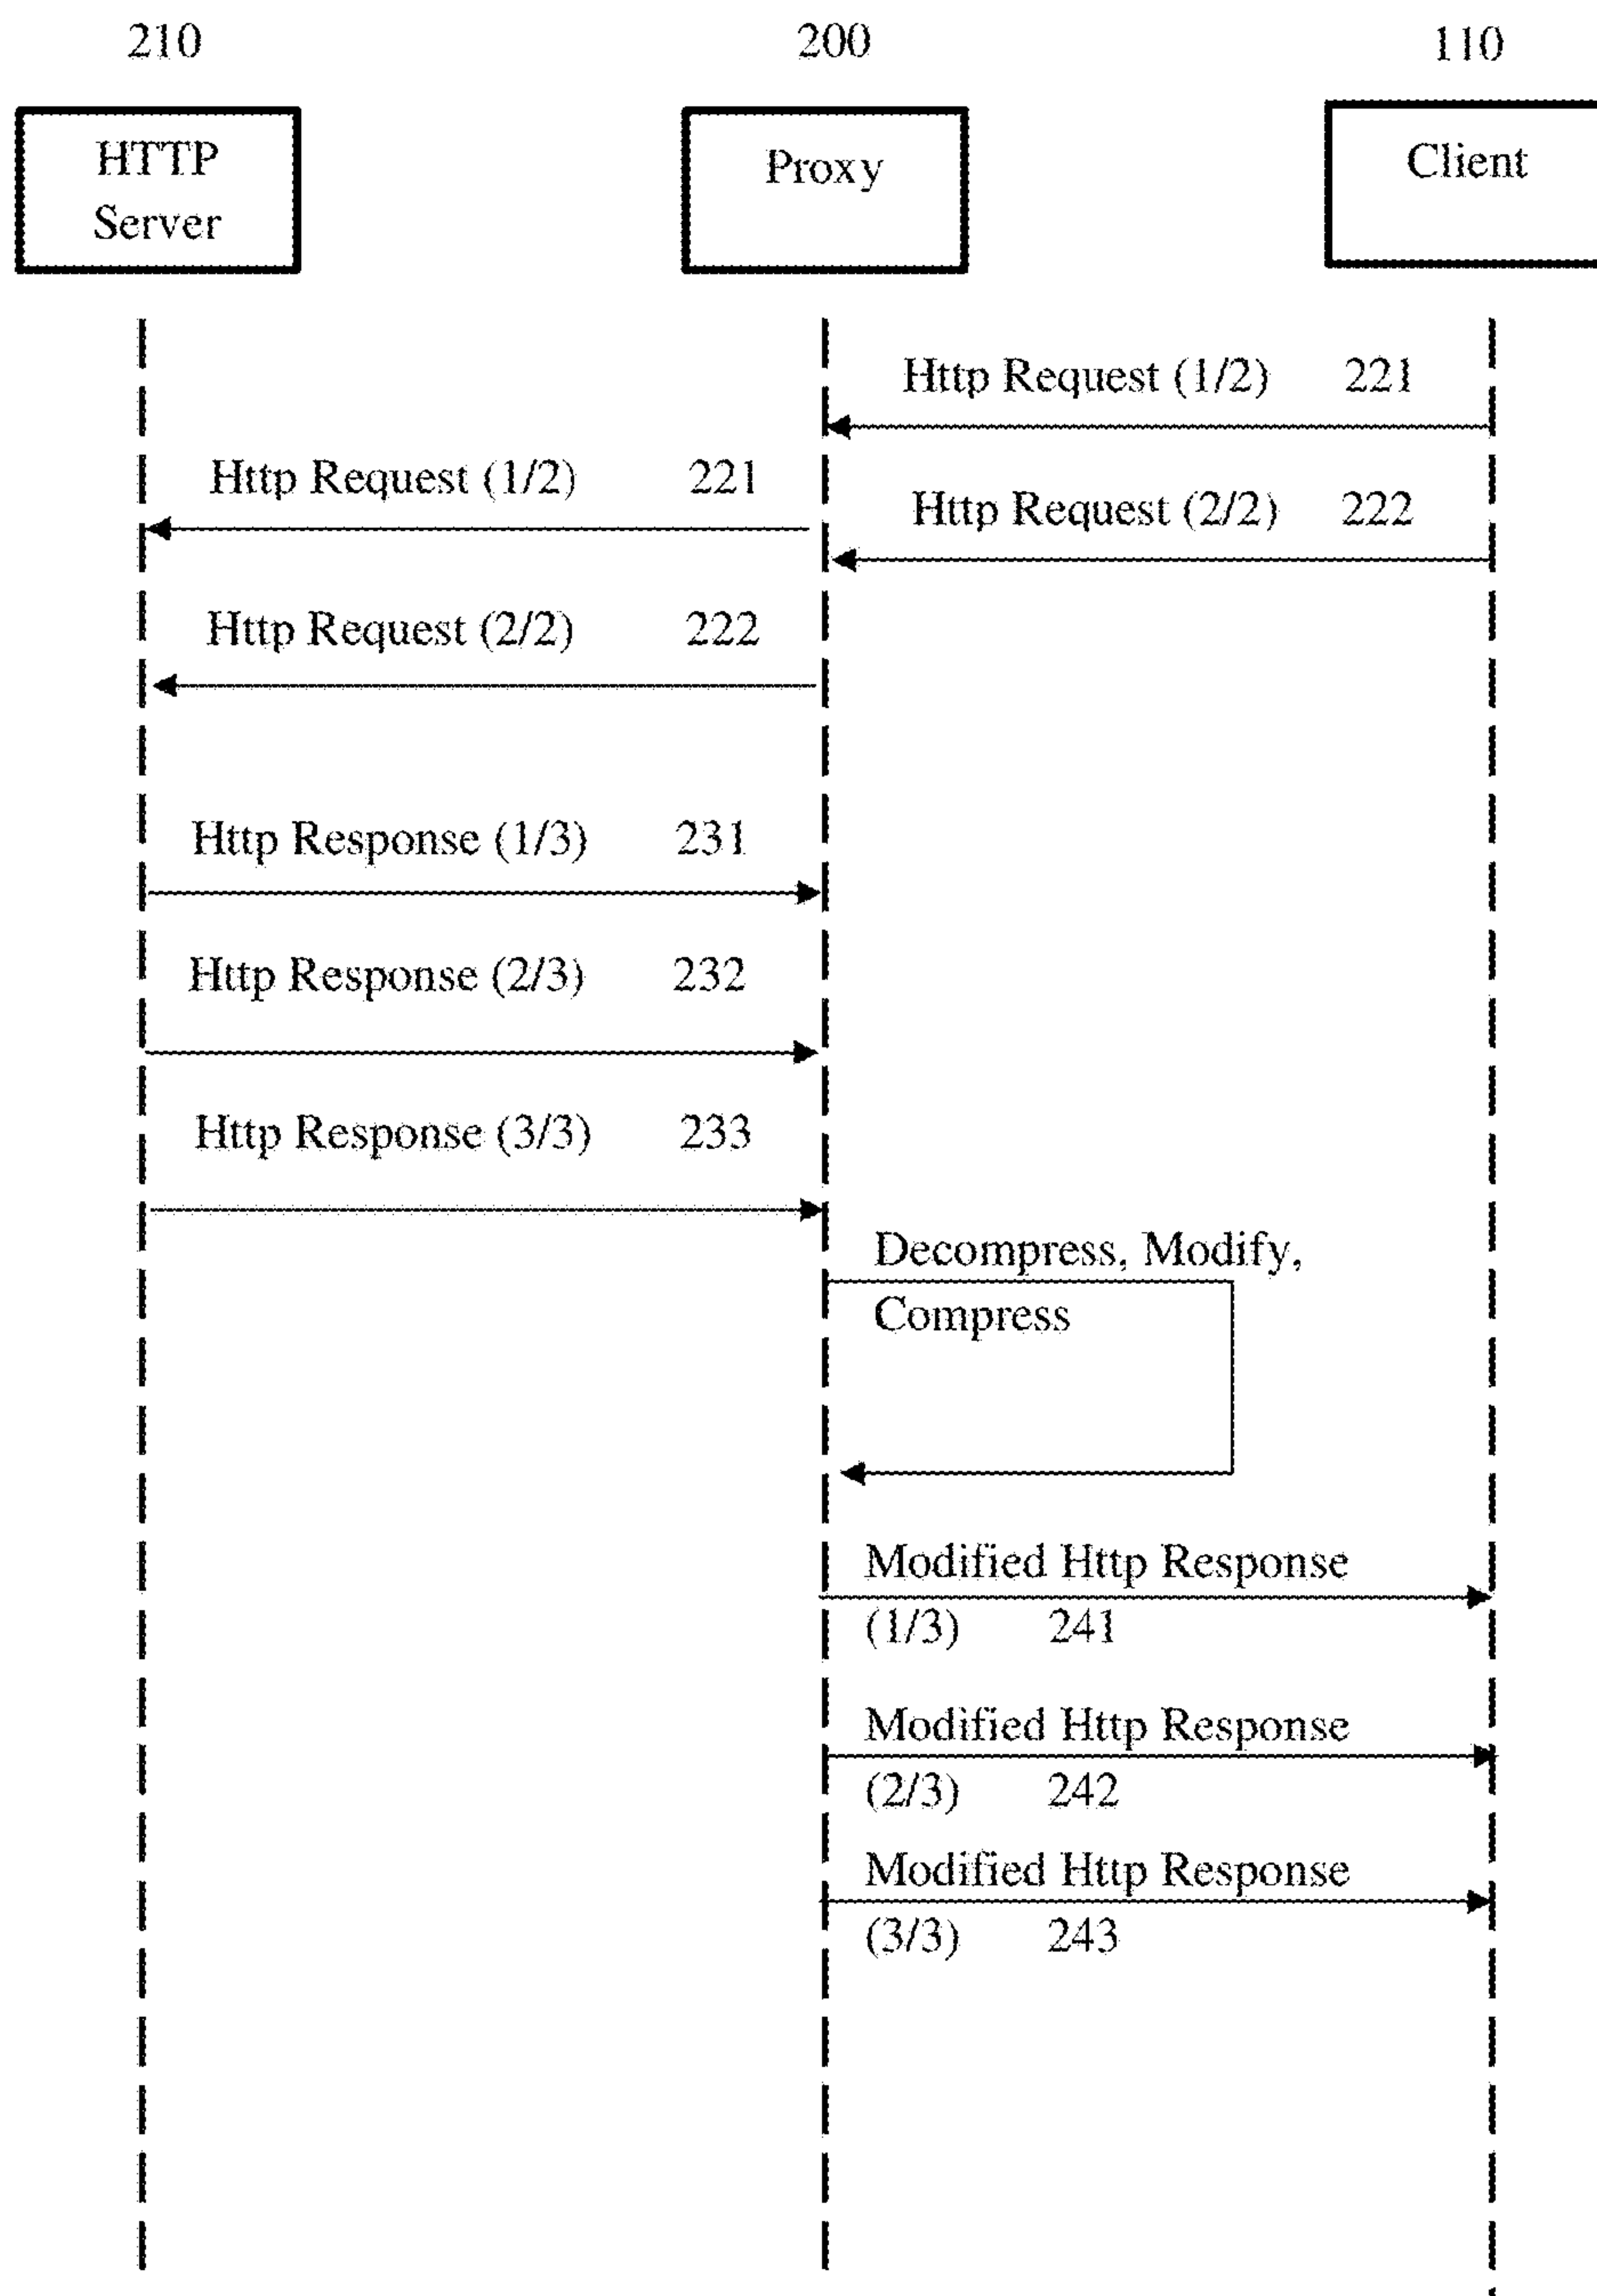 210
200
110
HTTP
Server
Proxy
Client
Http Request (1/2) 221
Http Request (1/2) 221
Http Request (2/2) 222
Http Request (2/2) 222
Http Response (1/3) 231
Http Response (2/3) 232
Http Response (3/3) 233
Decompress, Modify,
Compress
Modified Http Response
(1/3) 241
Modified Http Response
(2/3) 242
Modified Http Response
(3/3) 243